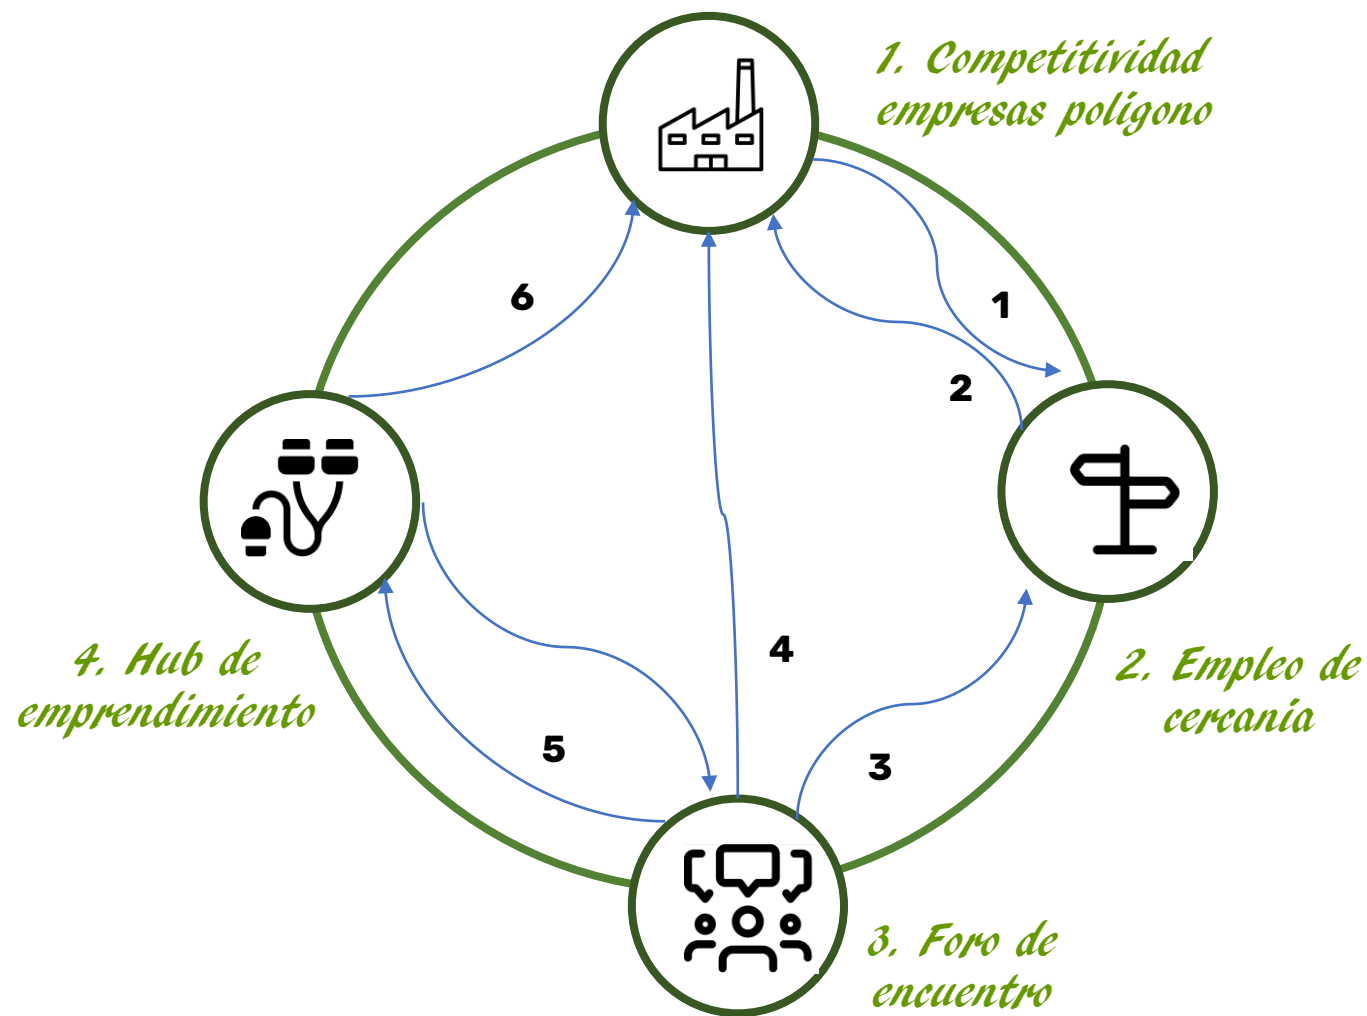 1. Competitividad
empresas polígono
6
1
2
4. Hub de
emprendimiento
4
2. Empleo de
cercanía
5
3
3. Foro de
encuentro